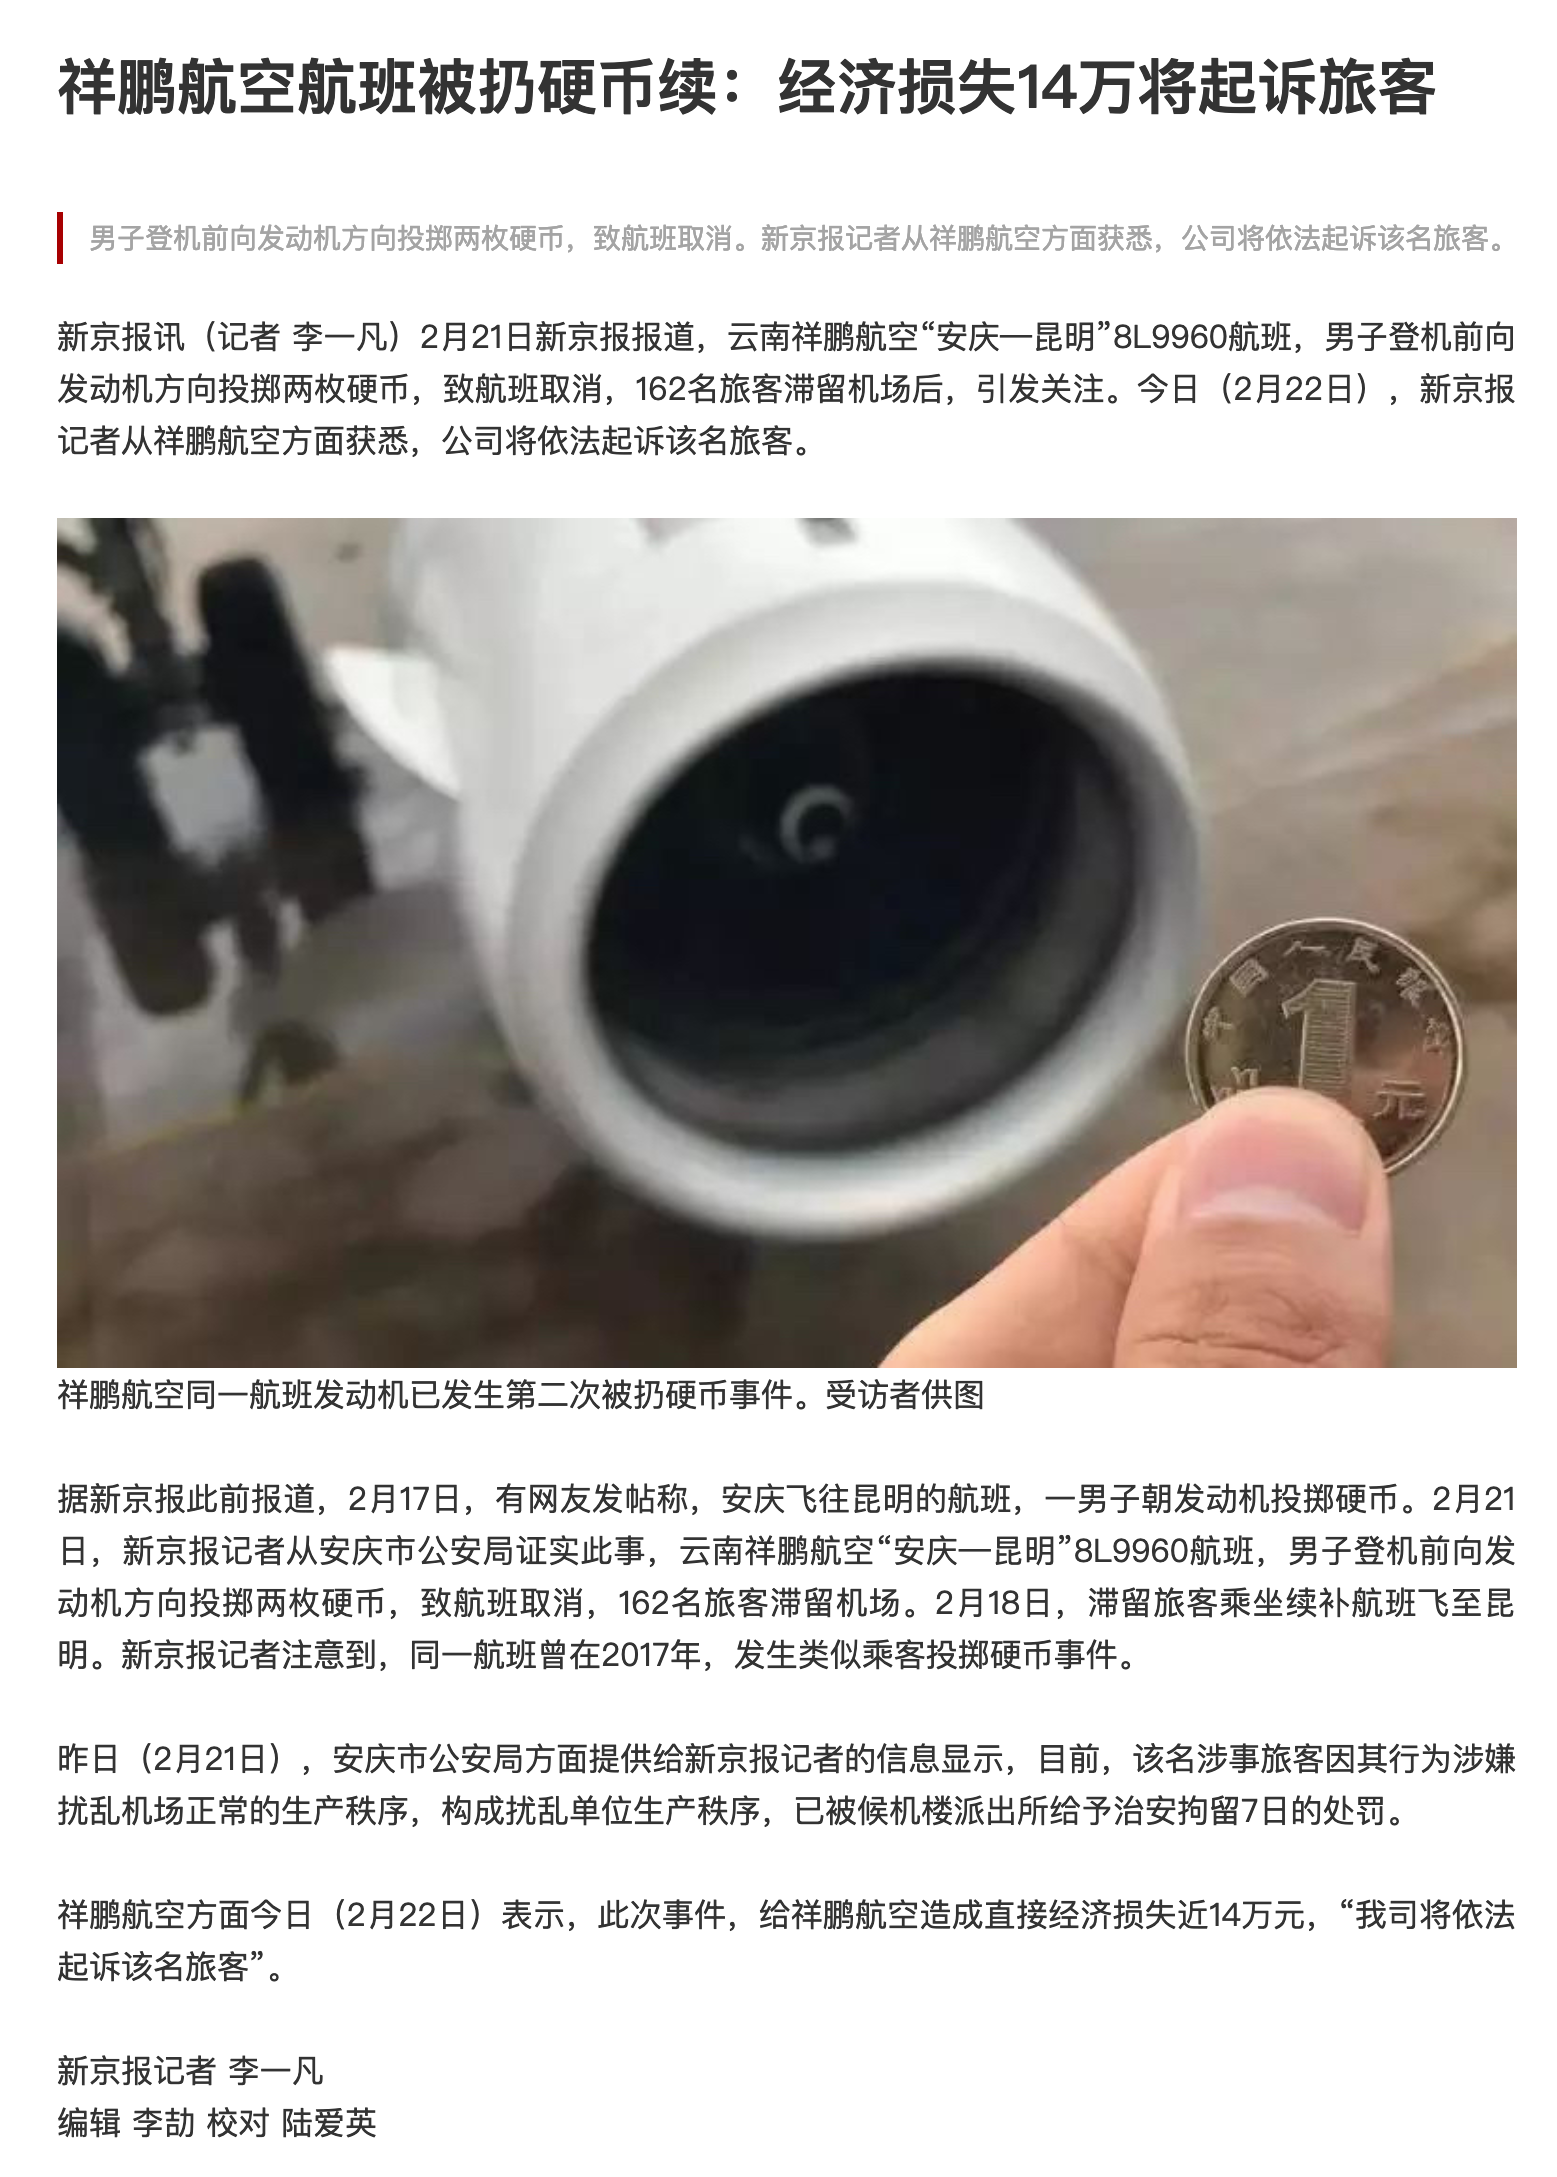 祥鹏航空航班被扔硬币续：经济损失14万将起诉旅客
男子登机前向发动机方向投掷两枚硬币，致航班取消。新京报记者从祥鹏航空方面获悉，公司将依法起诉该名旅客。
新京报讯（记者 李一凡）2月21日新京报报道，云南祥鹏航空“安庆—昆明”8L9960航班，男子登机前向
发动机方向投掷两枚硬币，致航班取消，162名旅客滞留机场后，引发关注。今日（2月22日），新京报
记者从祥鹏航空方面获悉，公司将依法起诉该名旅客。
中国人民银行
1
元
祥鹏航空同一航班发动机已发生第二次被扔硬币事件。受访者供图
据新京报此前报道，2月17日，有网友发帖称，安庆飞往昆明的航班，一男子朝发动机投掷硬币。2月21
日，新京报记者从安庆市公安局证实此事，云南祥鹏航空“安庆—昆明”8L9960航班，男子登机前向发
动机方向投掷两枚硬币，致航班取消，162名旅客滞留机场。2月18日，滞留旅客乘坐续补航班飞至昆
明。新京报记者注意到，同一航班曾在2017年，发生类似乘客投掷硬币事件。
昨日（2月21日），安庆市公安局方面提供给新京报记者的信息显示，目前，该名涉事旅客因其行为涉嫌
扰乱机场正常的生产秩序，构成扰乱单位生产秩序，已被候机楼派出所给予治安拘留7日的处罚。
祥鹏航空方面今日（2月22日）表示，此次事件，给祥鹏航空造成直接经济损失近14万元，“我司将依法
起诉该名旅客”。
新京报记者 李一凡
编辑 李劼 校对 陆爱英